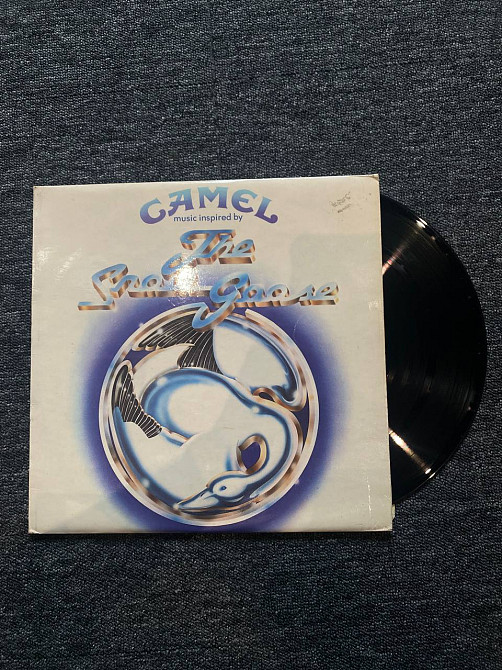 CAMEL
music inspired by
The
Snow Goose